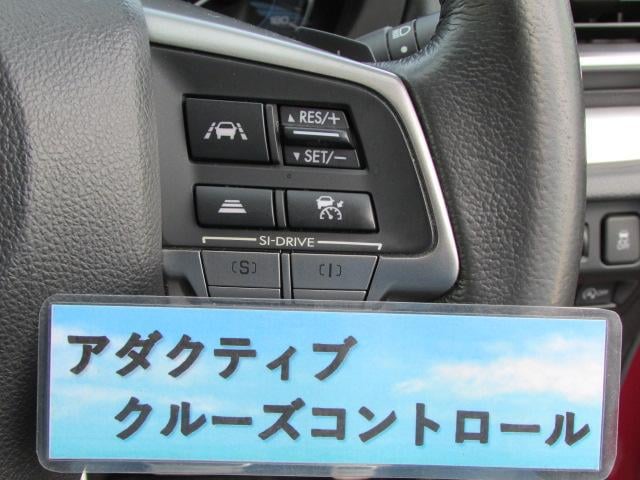 RES/+
SET/-
SI-DRIVE
[S] [I]
アダクティブ
クルーズコントロール